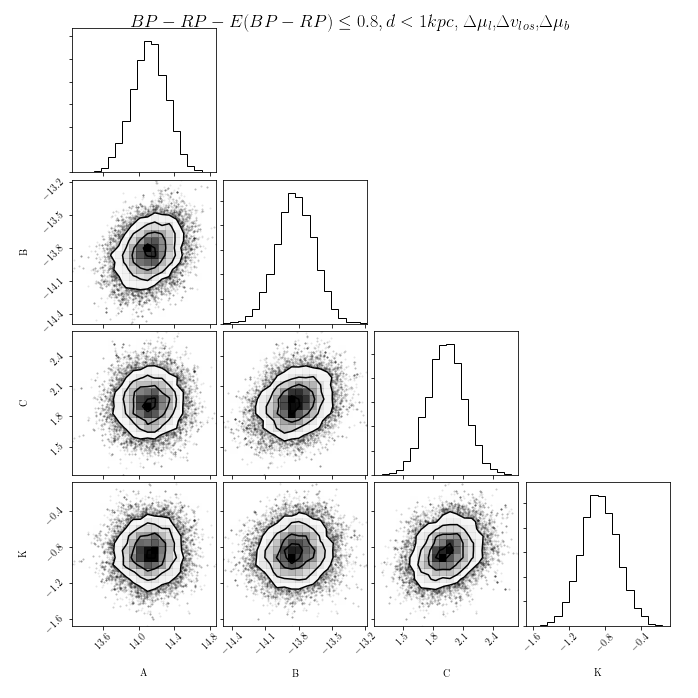 BP − RP − E(BP − RP) ≤ 0.8, d < 1kpc, Δμ_l,Δv_los,Δμ_b
−13.2
−13.5
−13.8
−14.1
−14.4
B
2.4
2.1
1.8
1.5
C
−0.4
−0.8
−1.2
−1.6
K
13.6 14.0 14.4 14.8 −14.4 −14.1 −13.8 −13.5 −13.2 1.5 1.8 2.1 2.4 −1.6 −1.2 −0.8 −0.4
A B C K